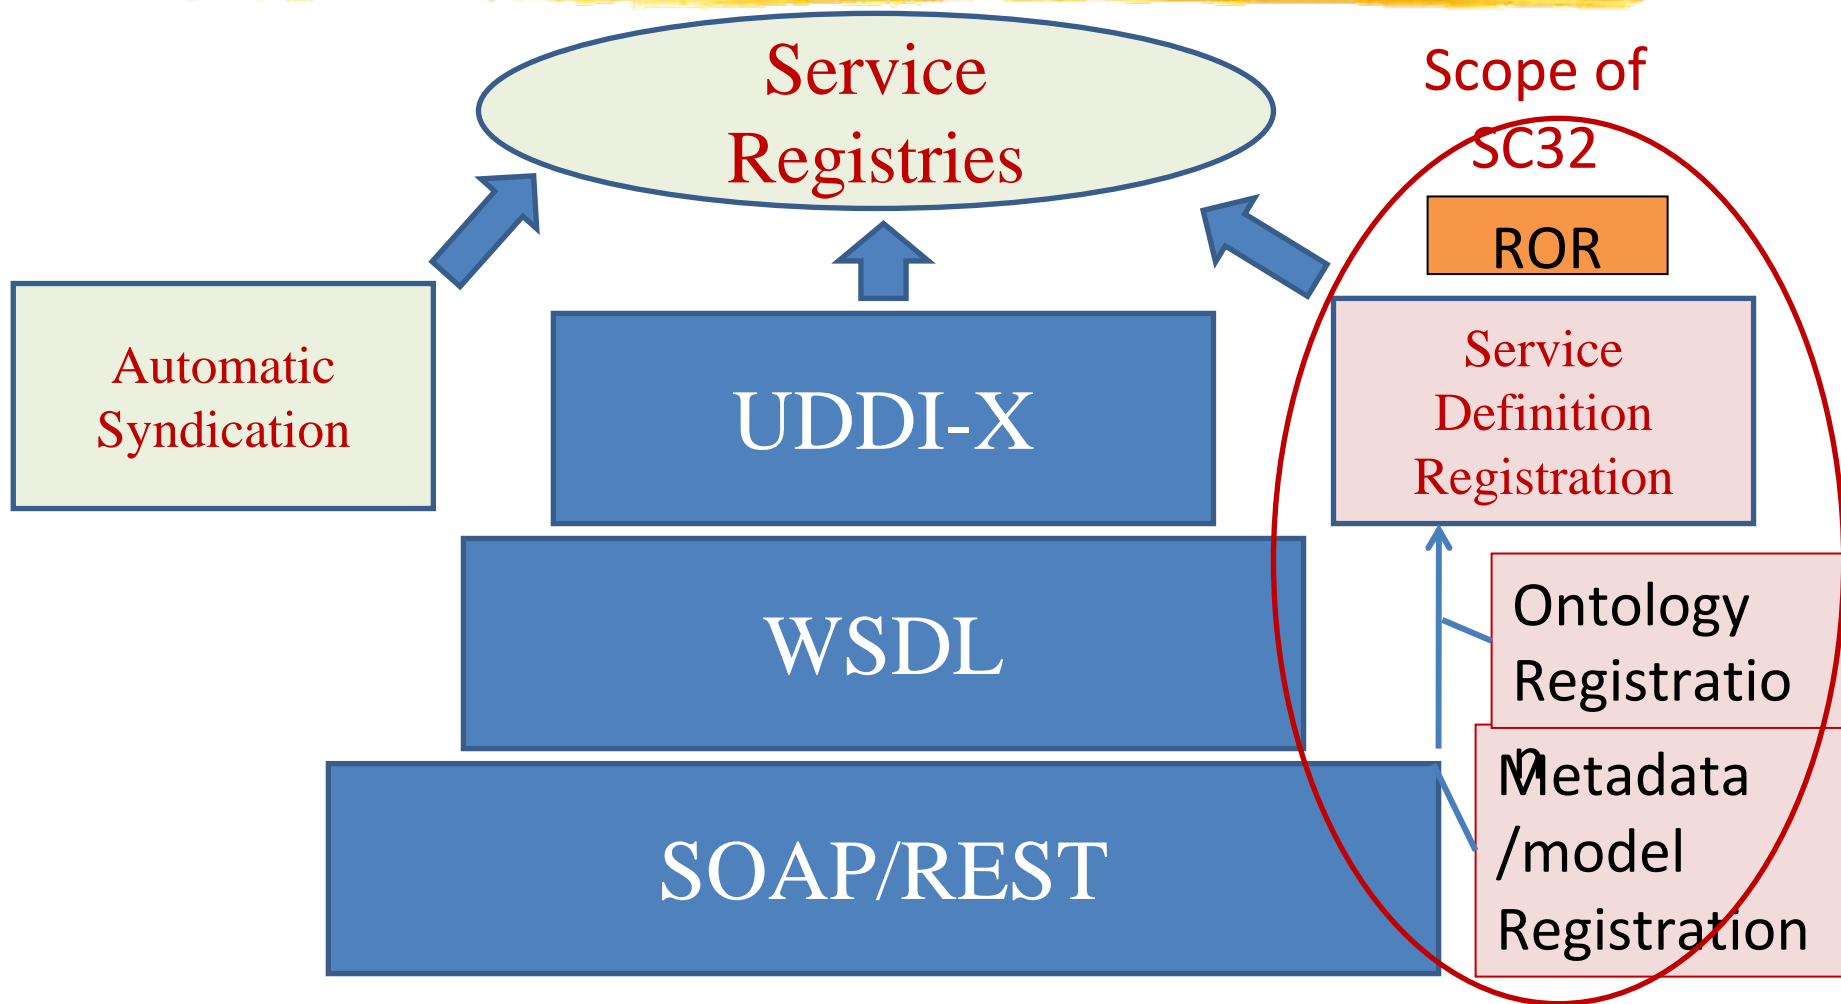 Service
Registries
Scope of
SC32
ROR
Automatic
Syndication
UDDI-X
Service
Definition
Registration
WSDL
Ontology
Registratio
n
SOAP/REST
Metadata
/model
Registration